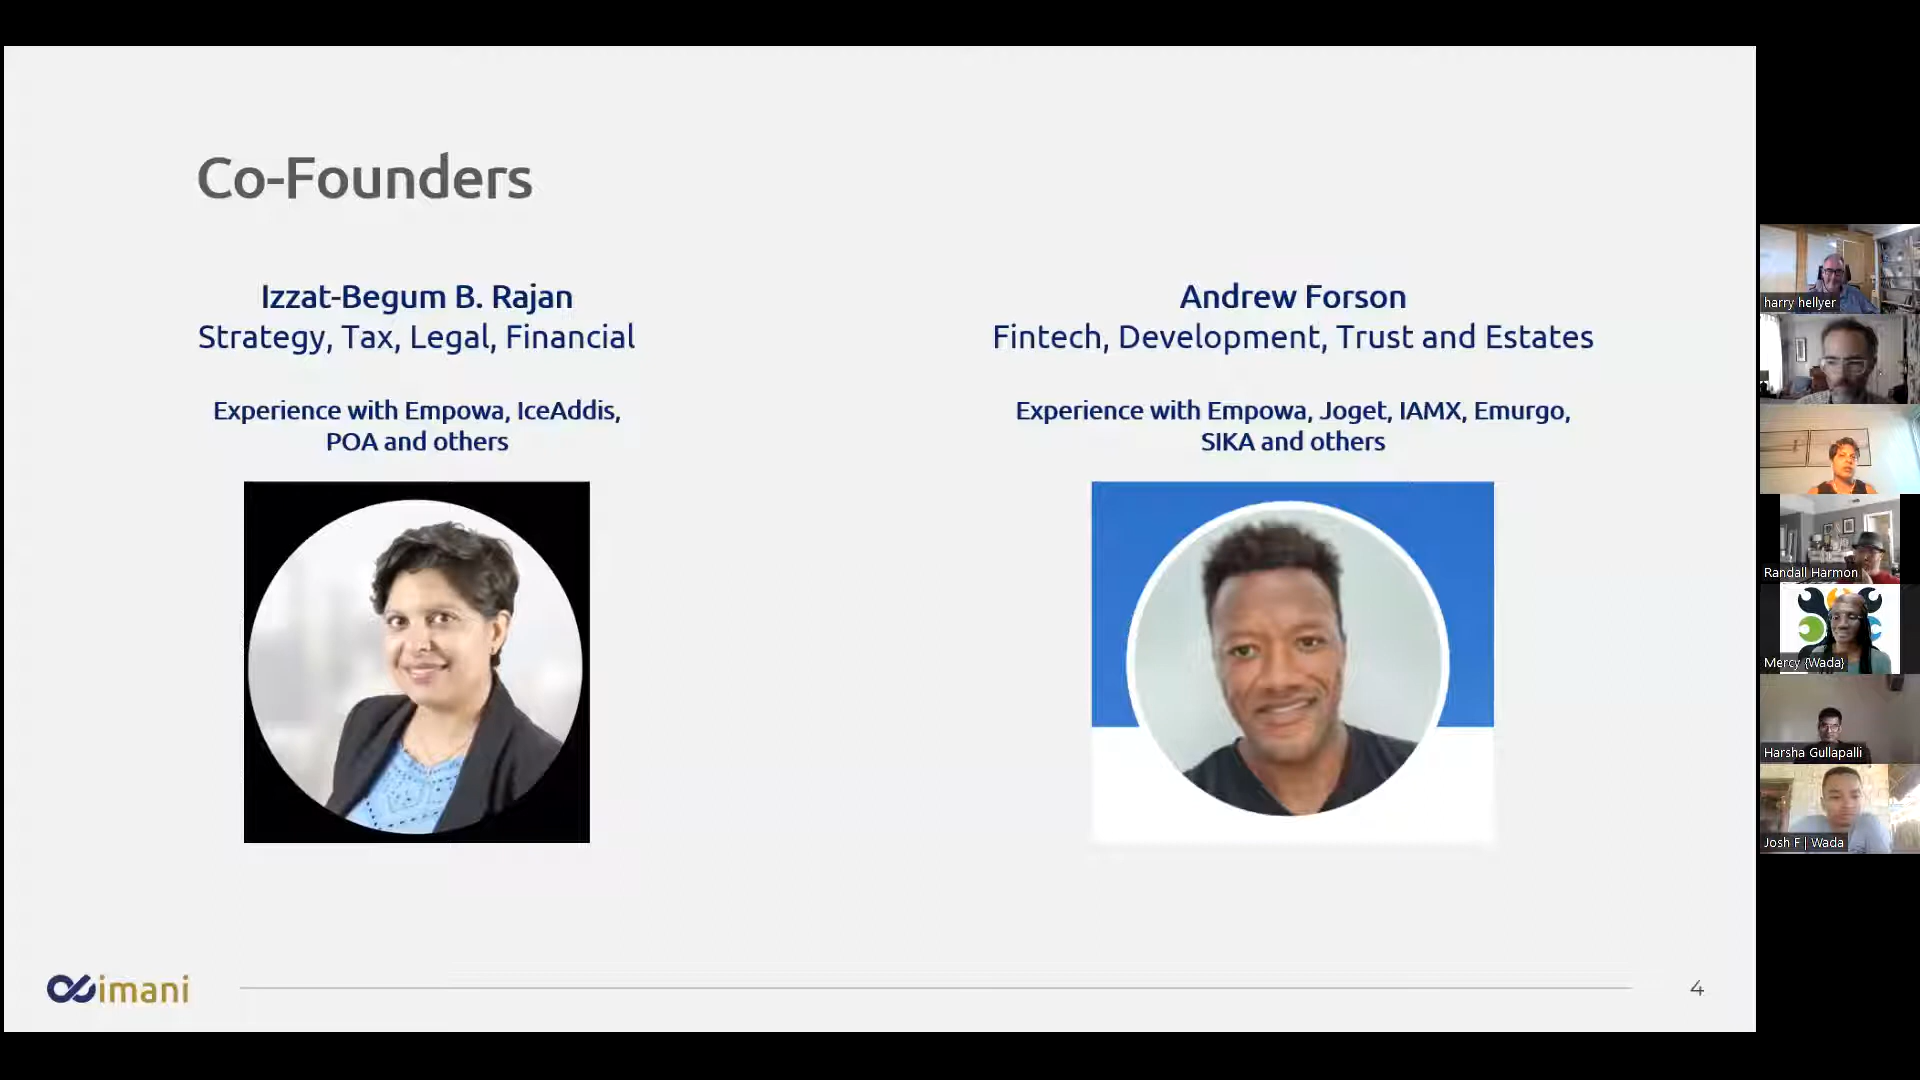 Co-Founders
Izzat-Begum B. Rajan
Strategy, Tax, Legal, Financial
Experience with Empowa, IceAddis,
POA and others
Andrew Forson
Fintech, Development, Trust and Estates
Experience with Empowa, Joget, IAMX, Emurgo,
SIKA and others
imani
4
harry hellyer
Randall Harmon
Mercy {Wada}
Harsha Gullapalli
Josh F | Wada